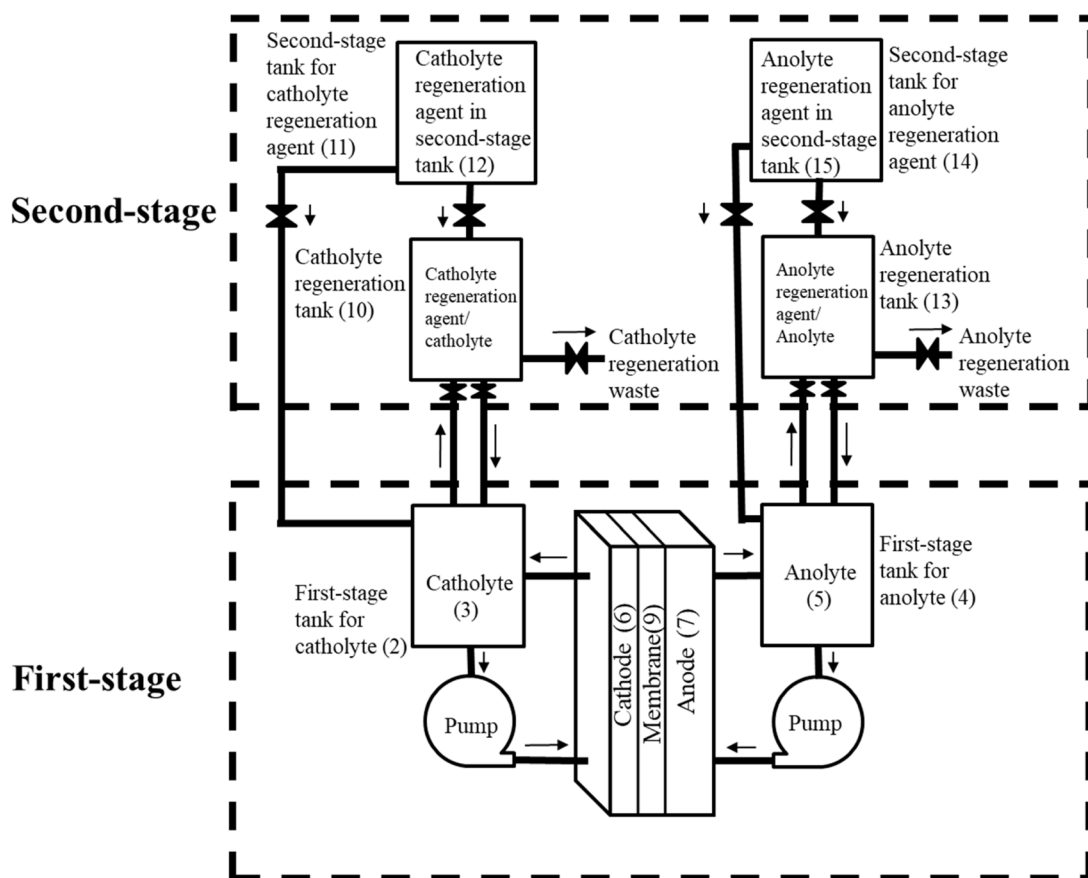 Second-stage
tank for
catholyte
regeneration
agent (11)
Catholyte
regeneration
agent in
second-stage
tank (12)
Anolyte
regeneration
agent in
second-stage
tank (15)
Second-stage
tank for
anolyte
regeneration
agent (14)
Second-stage
Catholyte
regeneration
tank (10)
Catholyte
regeneration
agent/
catholyte
Catholyte
regeneration
waste
Anolyte
regeneration
agent/
Anolyte
Anolyte
regeneration
tank (13)
Anolyte
regeneration
waste
First-stage
First-stage
tank for
catholyte (2)
Catholyte
(3)
Pump
Cathode (6)
Membrane(9)
Anode (7)
Anolyte
(5)
First-stage
tank for
anolyte (4)
Pump